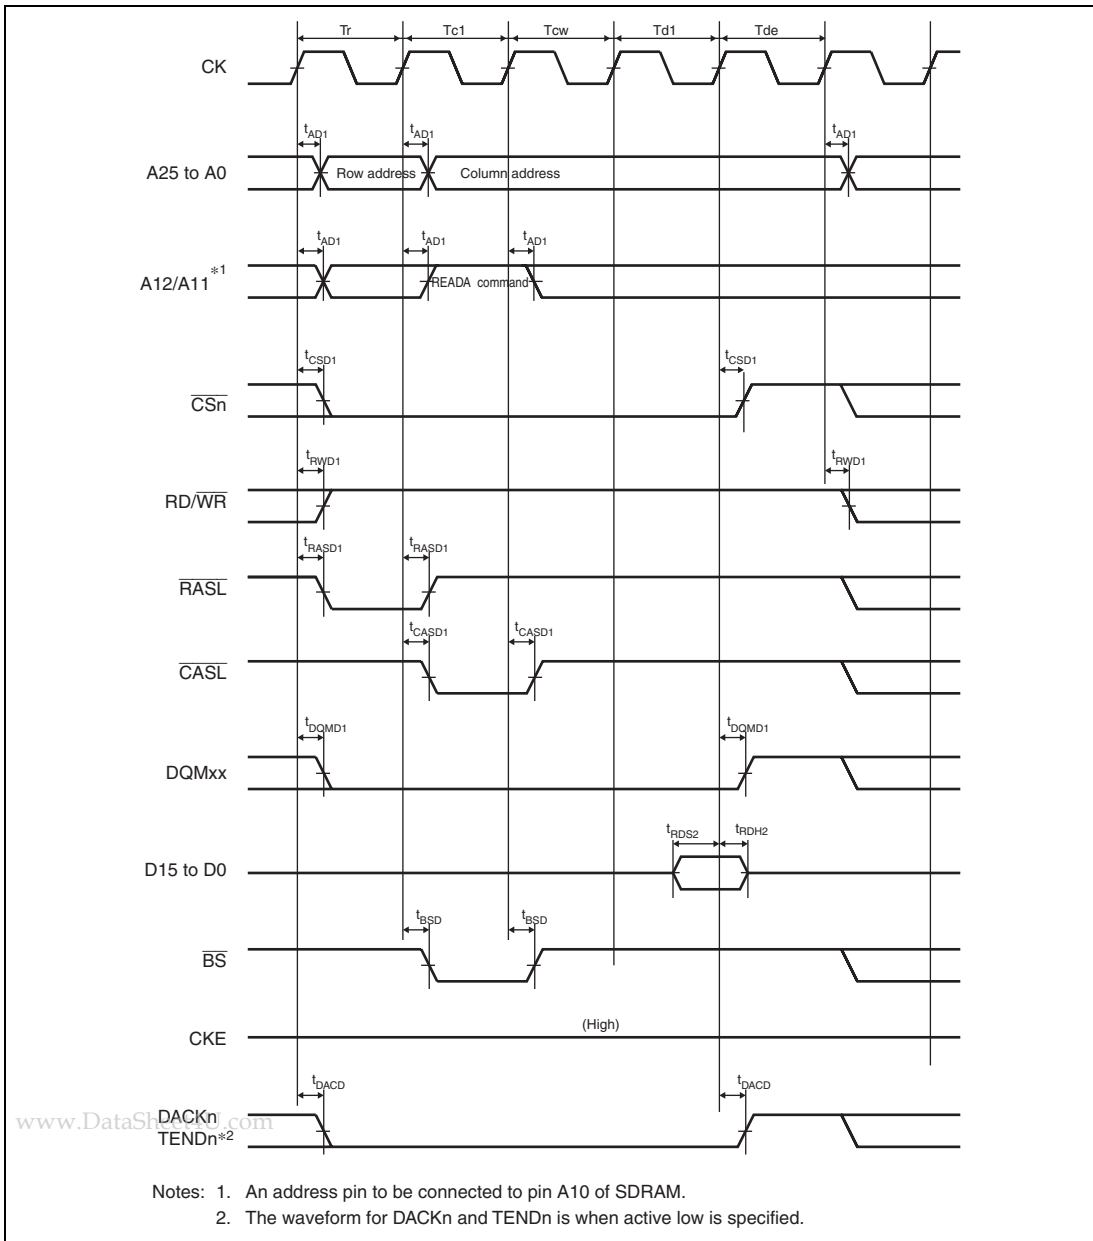 Tr Tc1 Tcw Td1 Tde
CK
tAD1 tAD1 tAD1
A25 to A0 Row address Column address
tAD1 tAD1 tAD1
A12/A11*1 READA command
tCSD1 tCSD1
CSn
tRWD1 tRWD1
RD/WR
tRASD1 tRASD1
RASL
tCASD1 tCASD1
CASL
tDQMD1 tDQMD1
DQMxx
tRDS2 tRDH2
D15 to D0
tBSD tBSD
BS
(High)
CKE
tDACD tDACD
www.DataSheet4U.com
DACKn
TENDn*2
Notes: 1. An address pin to be connected to pin A10 of SDRAM.
2. The waveform for DACKn and TENDn is when active low is specified.